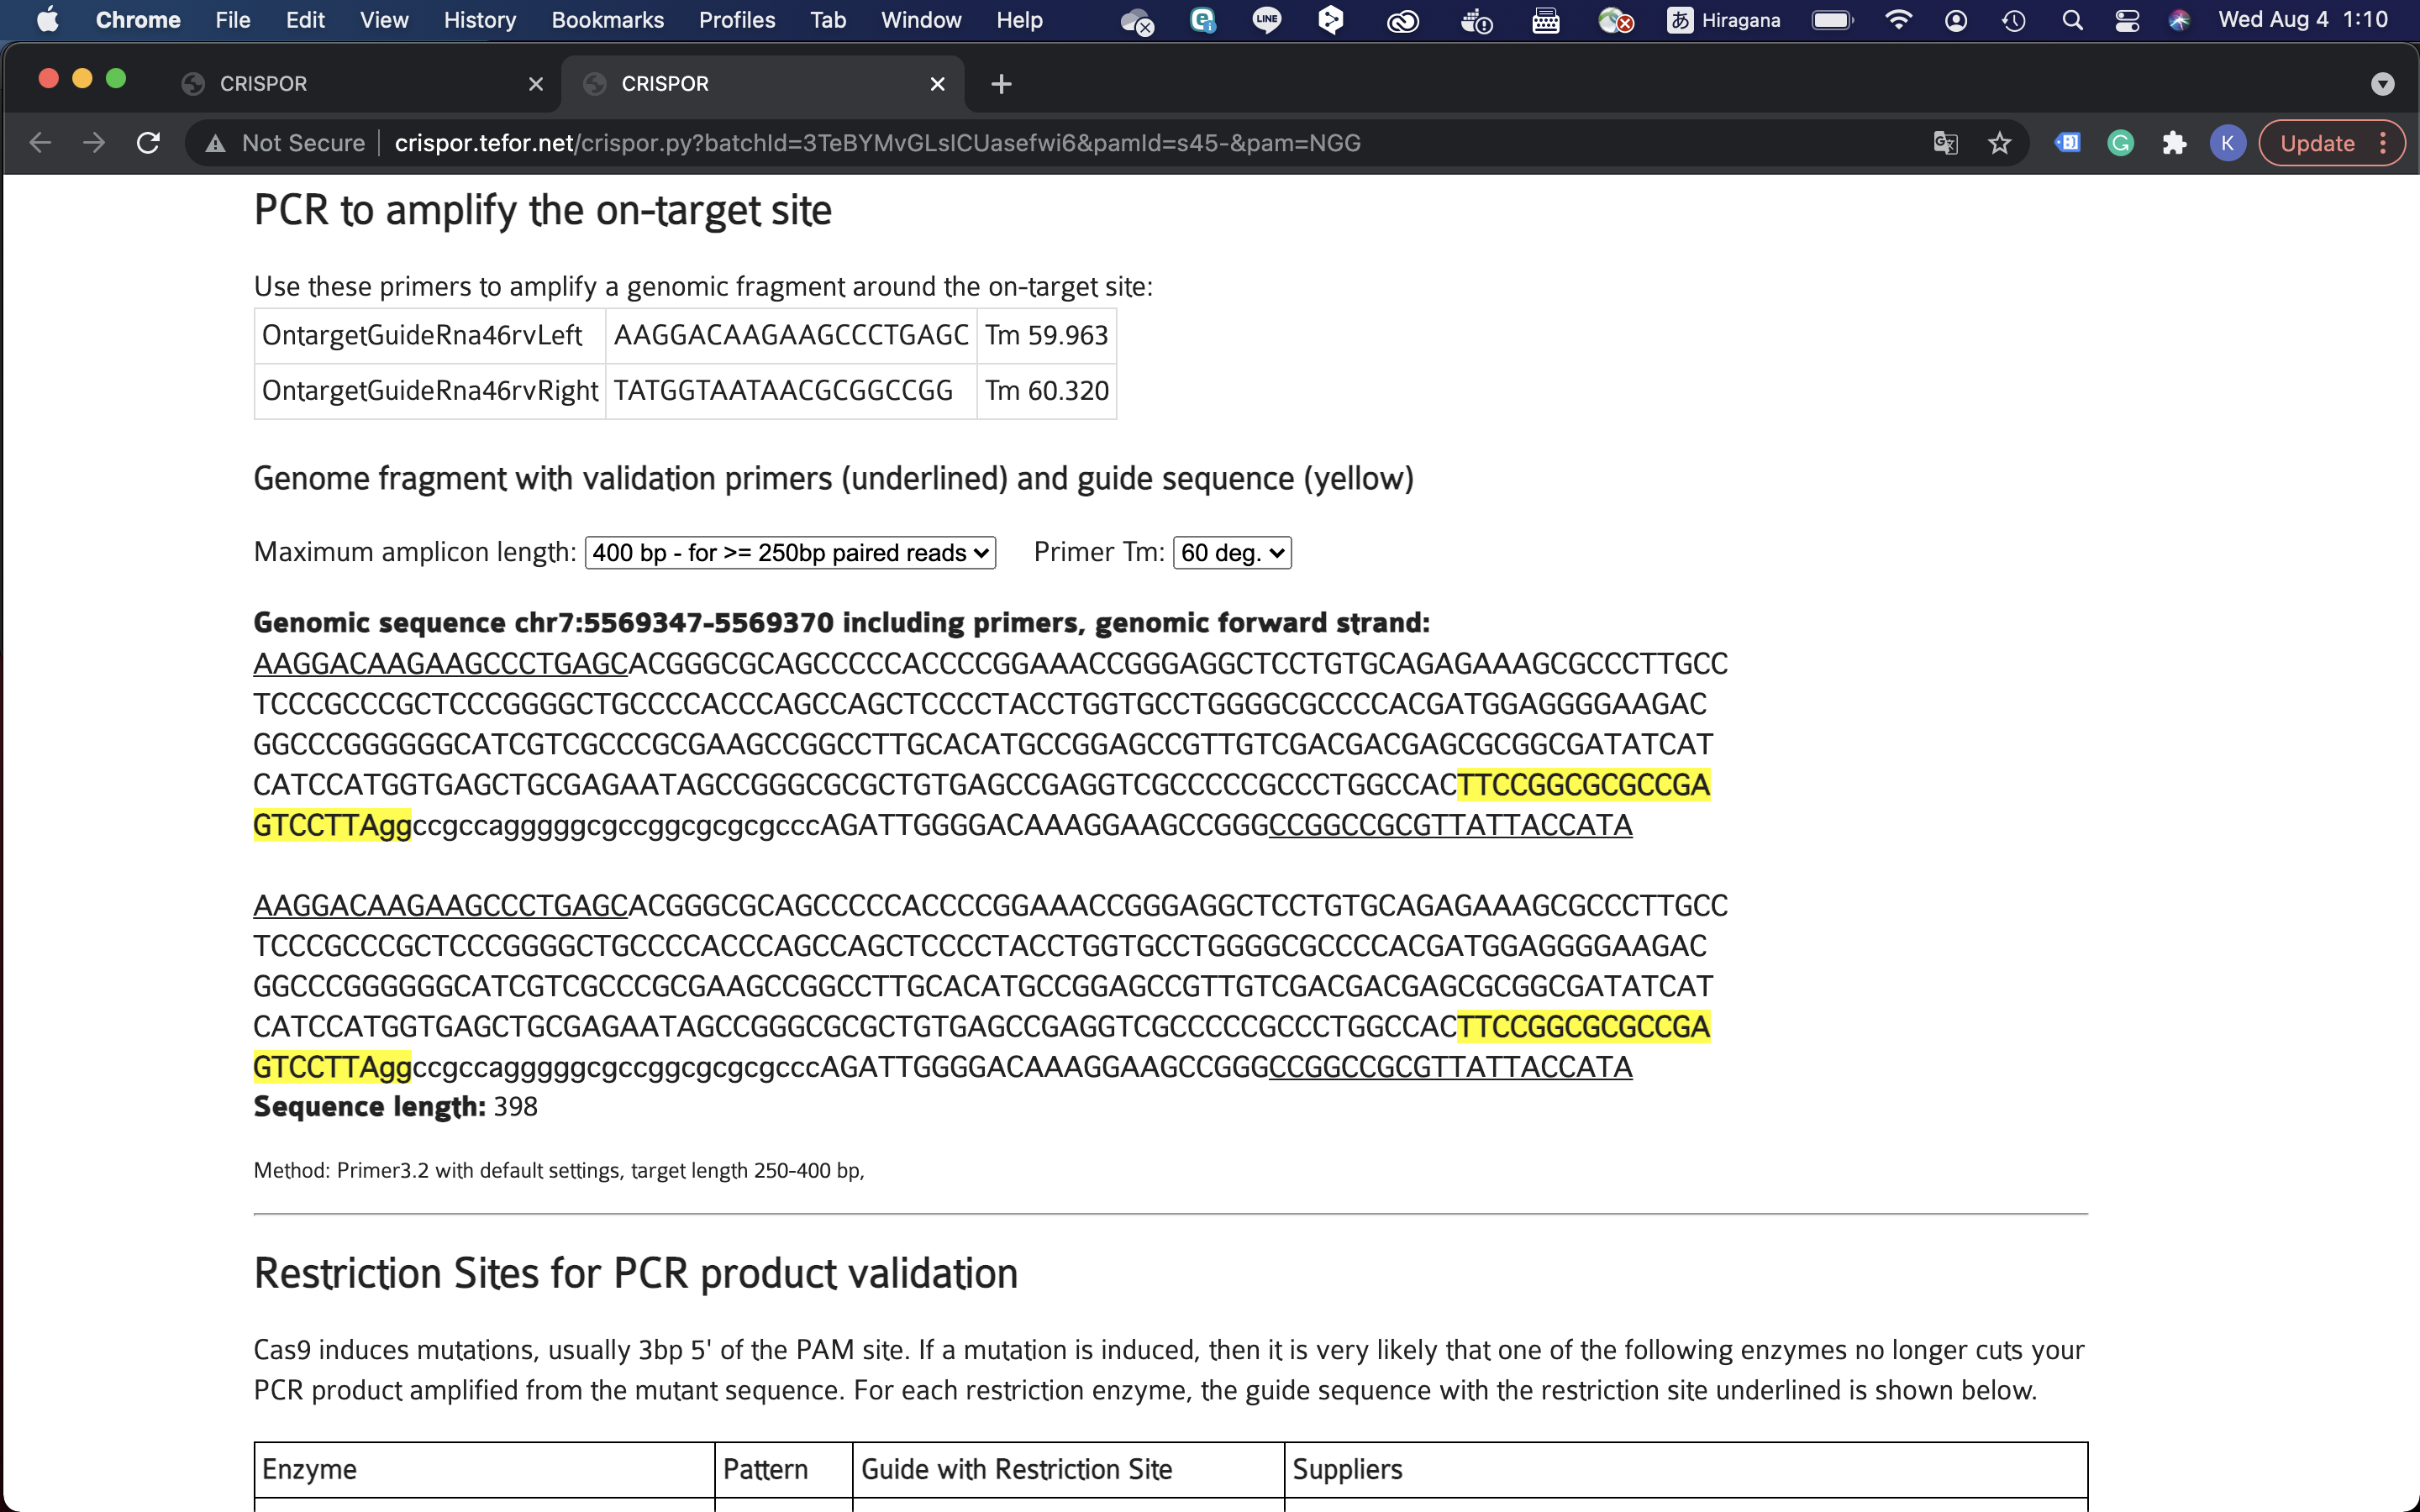 Chrome File Edit View History Bookmarks Profiles Tab Window Help LINE あ Hiragana Wed Aug 4 1:10
CRISPOR CRISPOR
Not Secure crispor.tefor.net/crispor.py?batchId=3TeBYMvGLsICUasefwi6&pamId=s45-&pam=NGG K Update
PCR to amplify the on-target site
Use these primers to amplify a genomic fragment around the on-target site:
OntargetGuideRna46rvLeft AAGGACAAGAAGCCCTGAGC Tm 59.963
OntargetGuideRna46rvRight TATGGTAATAACGCGGCCGG Tm 60.320
Genome fragment with validation primers (underlined) and guide sequence (yellow)
Maximum amplicon length: 400 bp - for >= 250bp paired reads Primer Tm: 60 deg.
Genomic sequence chr7:5569347-5569370 including primers, genomic forward strand:
AAGGACAAGAAGCCCTGAGCACGGGCGCAGCCCCCACCCCGGAAACCGGGAGGCTCCTGTGCAGAGAAAGCGCCCTTGCC
TCCCGCCCGCTCCCGGGGCTGCCCCACCCAGCCAGCTCCCCTACCTGGTGCCTGGGGCGCCCCACGATGGAGGGGAAGAC
GGCCCGGGGGGCATCGTCGCCCGCGAAGCCGGCCTTGCACATGCCGGAGCCGTTGTCGACGACGAGCGCGGCGATATCAT
CATCCATGGTGAGCTGCGAGAATAGCCGGGCGCGCTGTGAGCCGAGGTCGCCCCCGCCCTGGCCACTTCCGGCGCGCCGA
GTCCTTAggccgccagggggcgccggcgcgcgcccAGATTGGGGACAAAGGAAGCCGGGCCGGCCGCGTTATTACCATA
AAGGACAAGAAGCCCTGAGCACGGGCGCAGCCCCCACCCCGGAAACCGGGAGGCTCCTGTGCAGAGAAAGCGCCCTTGCC
TCCCGCCCGCTCCCGGGGCTGCCCCACCCAGCCAGCTCCCCTACCTGGTGCCTGGGGCGCCCCACGATGGAGGGGAAGAC
GGCCCGGGGGGCATCGTCGCCCGCGAAGCCGGCCTTGCACATGCCGGAGCCGTTGTCGACGACGAGCGCGGCGATATCAT
CATCCATGGTGAGCTGCGAGAATAGCCGGGCGCGCTGTGAGCCGAGGTCGCCCCCGCCCTGGCCACTTCCGGCGCGCCGA
GTCCTTAggccgccagggggcgccggcgcgcgcccAGATTGGGGACAAAGGAAGCCGGGCCGGCCGCGTTATTACCATA
Sequence length: 398
Method: Primer3.2 with default settings, target length 250-400 bp,
Restriction Sites for PCR product validation
Cas9 induces mutations, usually 3bp 5' of the PAM site. If a mutation is induced, then it is very likely that one of the following enzymes no longer cuts your
PCR product amplified from the mutant sequence. For each restriction enzyme, the guide sequence with the restriction site underlined is shown below.
Enzyme Pattern Guide with Restriction Site Suppliers